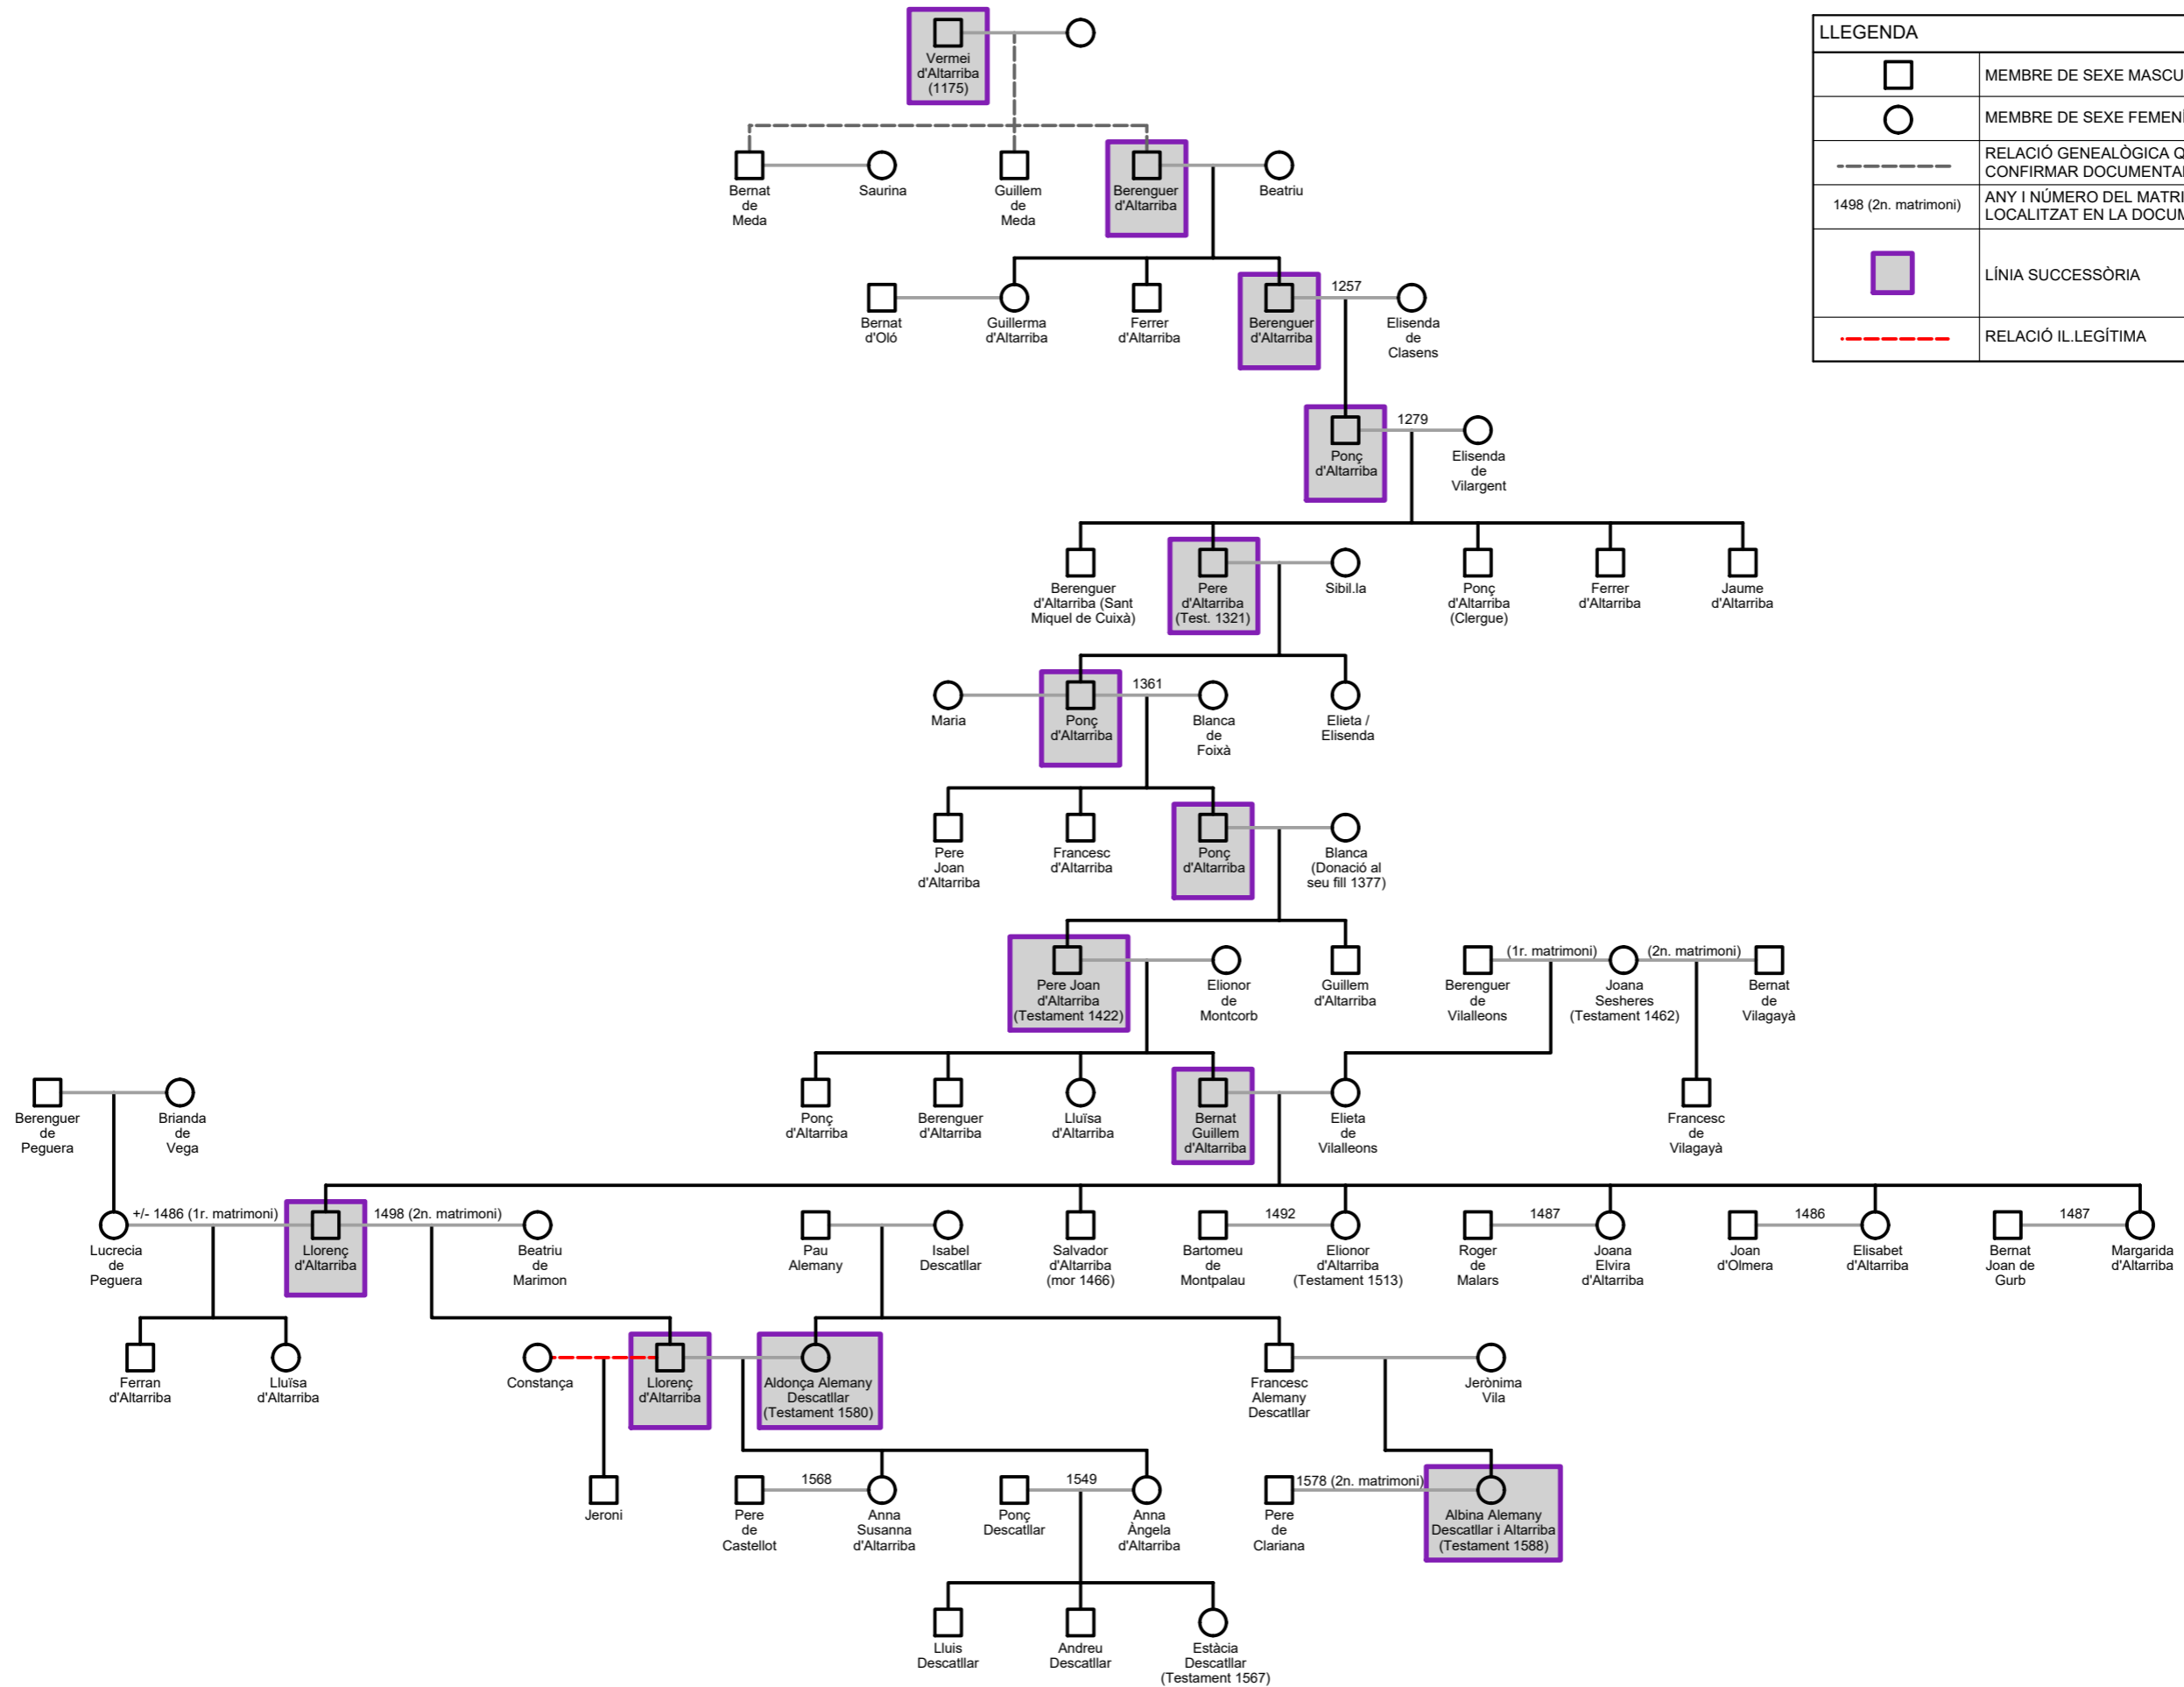 LLEGENDA
MEMBRE DE SEXE MASCU
MEMBRE DE SEXE FEMENÍ
RELACIÓ GENEALÒGICA Q
CONFIRMAR DOCUMENTA
1498 (2n. matrimoni)
ANY I NÚMERO DEL MATRI
LOCALITZAT EN LA DOCUM
LÍNIA SUCCESSÒRIA
RELACIÓ IL.LEGÍTIMA
Vermei
d'Altarriba
(1175)
Bernat
de
Meda
Saurina
Guillem
de
Meda
Berenguer
d'Altarriba
Beatriu
Bernat
d'Oló
Guillerma
d'Altarriba
Ferrer
d'Altarriba
Berenguer
d'Altarriba
1257
Elisenda
de
Clasens
Ponç
d'Altarriba
1279
Elisenda
de
Vilargent
Berenguer
d'Altarriba (Sant
Miquel de Cuixà)
Pere
d'Altarriba
(Test. 1321)
Sibil.la
Ponç
d'Altarriba
(Clergue)
Ferrer
d'Altarriba
Jaume
d'Altarriba
Maria
Ponç
d'Altarriba
1361
Blanca
de
Foixà
Elieta /
Elisenda
Pere
Joan
d'Altarriba
Francesc
d'Altarriba
Ponç
d'Altarriba
Blanca
(Donació al
seu fill 1377)
Pere Joan
d'Altarriba
(Testament 1422)
Elionor
de
Montcorb
Guillem
d'Altarriba
Berenguer
de
Vilalleons
(1r. matrimoni)
Joana
Sesheres
(Testament 1462)
(2n. matrimoni)
Bernat
de
Vilagayà
Berenguer
de
Peguera
Brianda
de
Vega
Ponç
d'Altarriba
Berenguer
d'Altarriba
Lluïsa
d'Altarriba
Bernat
Guillem
d'Altarriba
Elieta
de
Vilalleons
Francesc
de
Vilagayà
Lucrecia
de
Peguera
+/- 1486 (1r. matrimoni)
Llorenç
d'Altarriba
1498 (2n. matrimoni)
Beatriu
de
Marimon
Pau
Alemany
Isabel
Descatllar
Salvador
d'Altarriba
(mor 1466)
Bartomeu
de
Montpalau
1492
Elionor
d'Altarriba
(Testament 1513)
Roger
de
Malars
1487
Joana
Elvira
d'Altarriba
Joan
d'Olmera
1486
Elisabet
d'Altarriba
Bernat
Joan de
Gurb
1487
Margarida
d'Altarriba
Ferran
d'Altarriba
Lluïsa
d'Altarriba
Constança
Llorenç
d'Altarriba
Aldonça Alemany
Descatllar
(Testament 1580)
Francesc
Alemany
Descatllar
Jerònima
Vila
Jeroni
Pere
de
Castellot
1568
Anna
Susanna
d'Altarriba
Ponç
Descatllar
1549
Anna
Àngela
d'Altarriba
Pere
de
Clariana
1578 (2n. matrimoni)
Albina Alemany
Descatllar i Altarriba
(Testament 1588)
Lluis
Descatllar
Andreu
Descatllar
Estàcia
Descatllar
(Testament 1567)